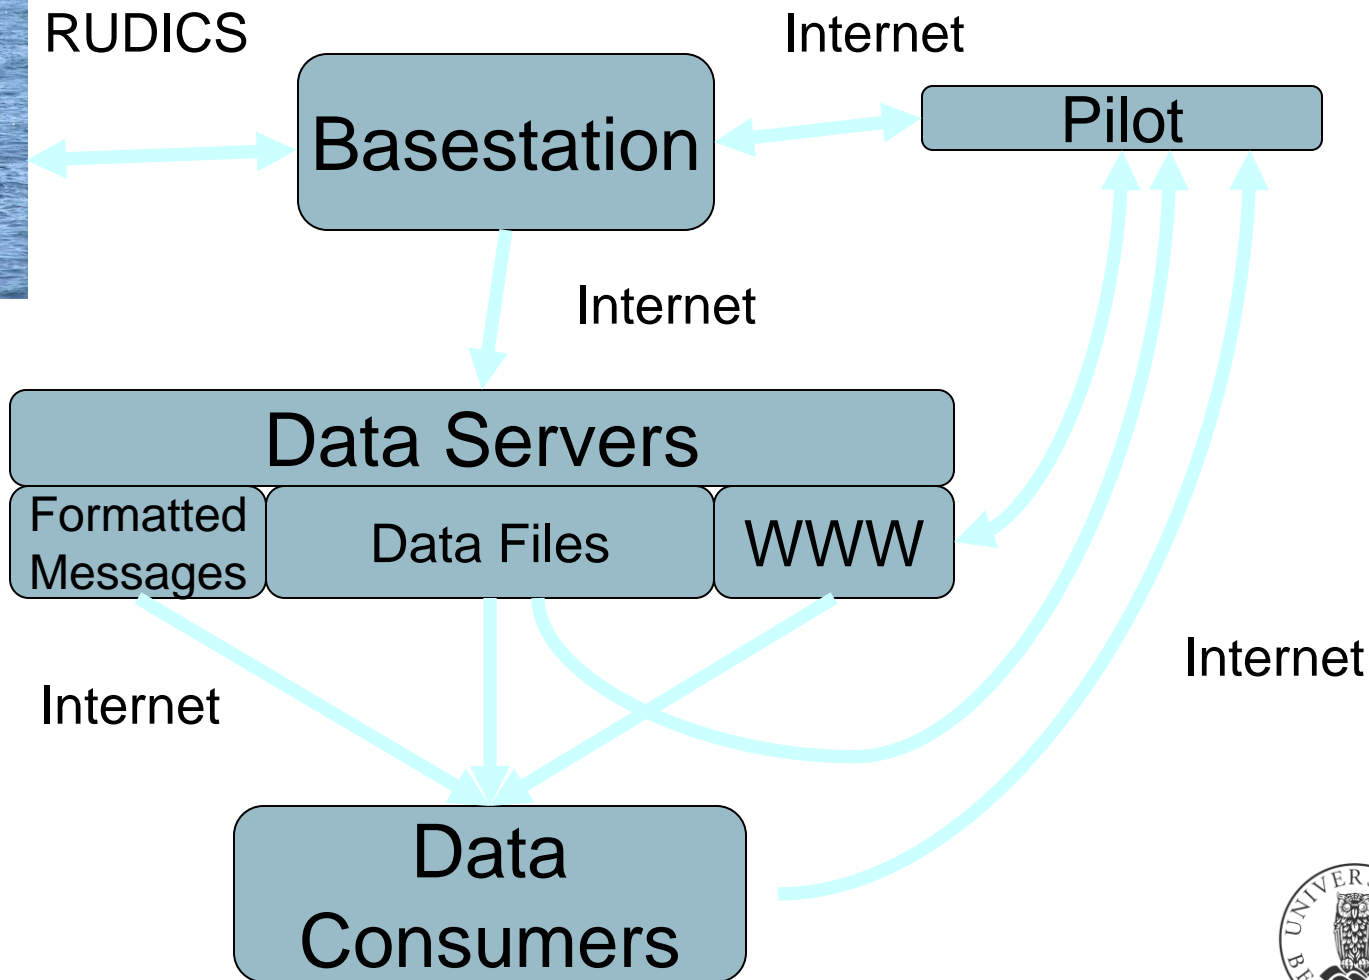 RUDICS
Internet
Basestation
Pilot
Internet
Data Servers
Formatted
Messages
Data Files
WWW
Internet
Internet
Data
Consumers